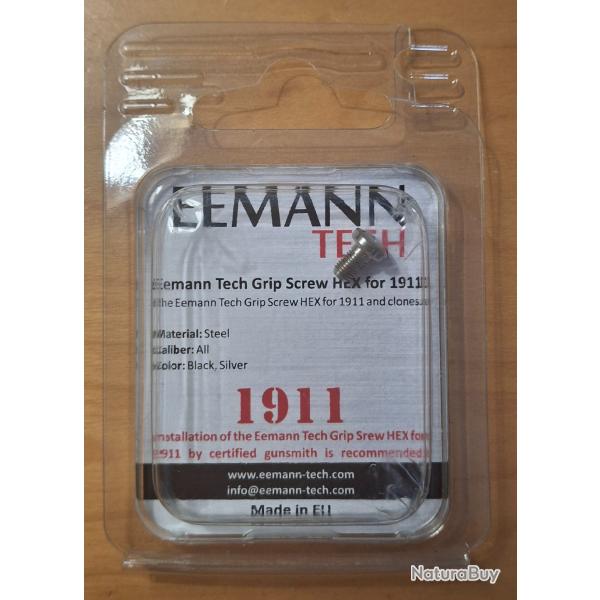 EEMANN
TECH
Eemann Tech Grip Screw HEX for 1911
the Eemann Tech Grip Screw HEX for 1911 and clones.
Material: Steel
Caliber: All
Color: Black, Silver
1911
Installation of the Eemann Tech Grip Srew HEX for
1911 by certified gunsmith is recommended.
www.eemann-tech.com
info@eemann-tech.com
Made in EU
NaturaBuy